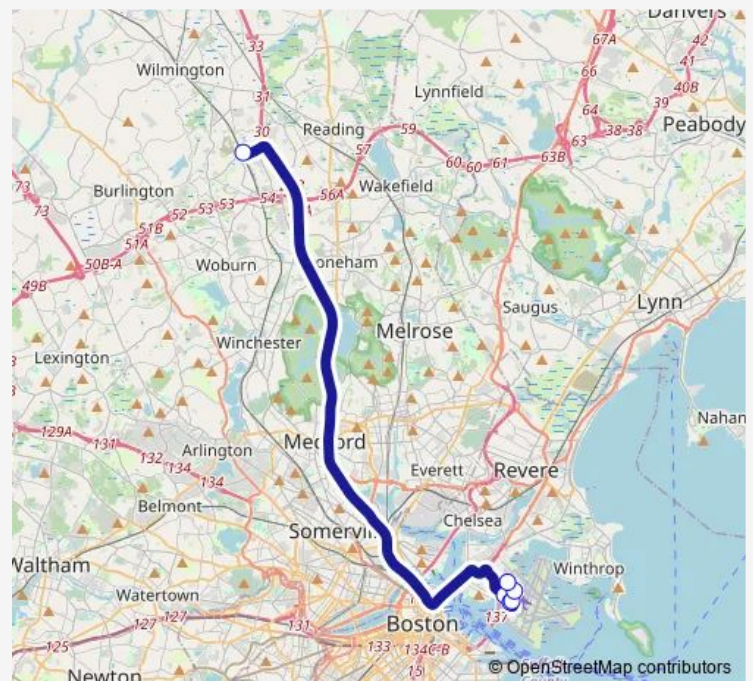 Danvers
67A
42
33
66
41
Wilmington
Lynnfield
64
40B
31
39
30
Reading
59
63
38
38
Peabody
57
60
60
61
63B
73
Burlington
53
53
54
56A
Wakefield
73
51B
52
51A
50B-A
Woburn
oneham
49B
Saugus
Lynn
Winchester
Melrose
Lexington
129A
131
132
Medford
Nahan
134
Arlington
134
Everett
Revere
Belmont
Chelsea
Somervil
Waltham
Winthrop
Watertown
127
127
131
Boston
137
125
133
134C-B
15
Newton
© OpenStreetMap contributors